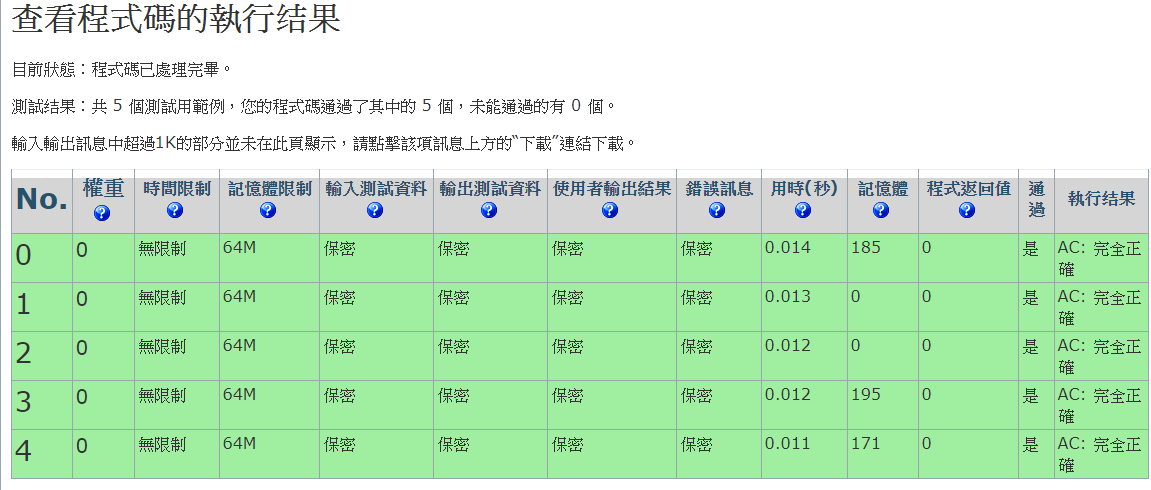 查看程式碼的執行结果
目前狀態：程式碼已處理完畢。
測試结果：共 5 個測試用範例，您的程式碼通過了其中的 5 個，未能通過的有 0 個。
輸入輸出訊息中超過1K的部分並未在此頁顯示，請點擊該項訊息上方的“下載”連結下載。
No. 權重 時間限制 記憶體限制 輸入測試資料 輸出測試資料 使用者輸出結果 錯誤訊息 用時(秒) 記憶體 程式返回值 通過 執行结果
0 0 無限制 64M 保密 保密 保密 保密 0.014 185 0 是 AC: 完全正確
1 0 無限制 64M 保密 保密 保密 保密 0.013 0 0 是 AC: 完全正確
2 0 無限制 64M 保密 保密 保密 保密 0.012 0 0 是 AC: 完全正確
3 0 無限制 64M 保密 保密 保密 保密 0.012 195 0 是 AC: 完全正確
4 0 無限制 64M 保密 保密 保密 保密 0.011 171 0 是 AC: 完全正確